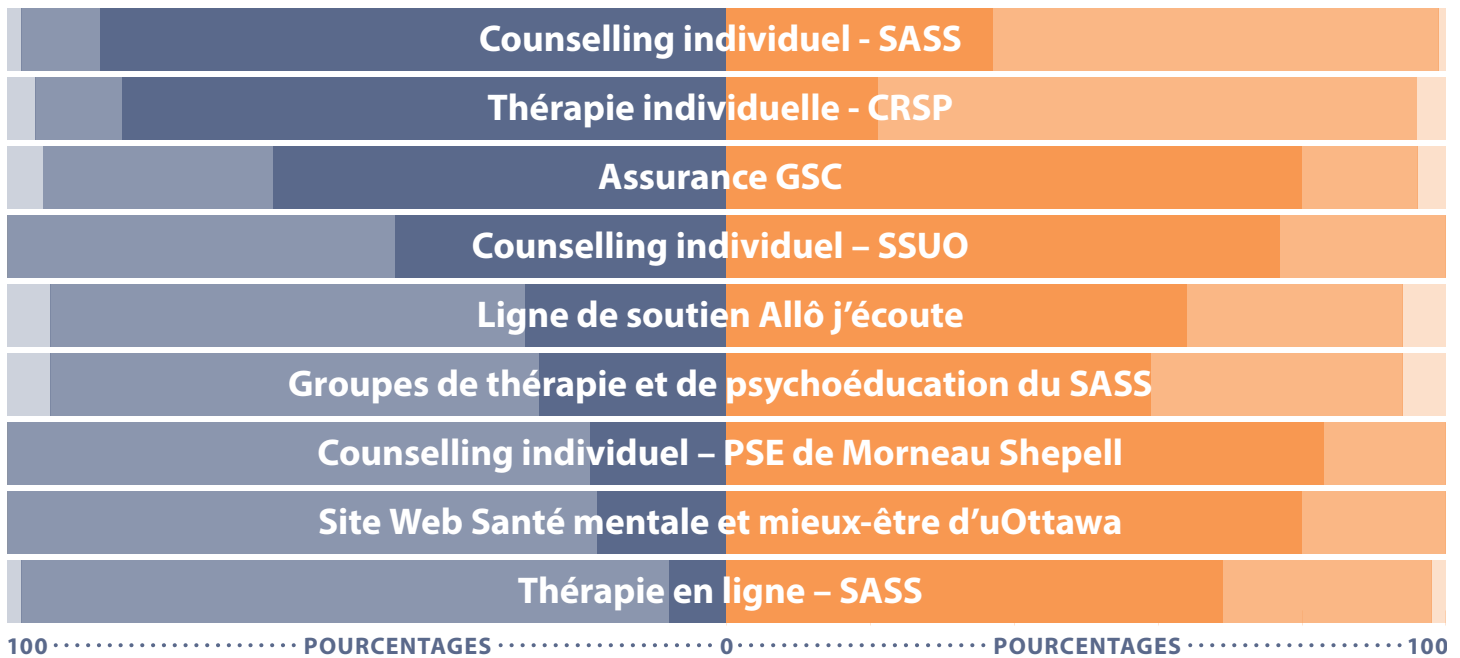 Counselling individuel - SASS
Thérapie individuelle - CRSP
Assurance GSC
Counselling individuel – SSUO
Ligne de soutien Allô j’écoute
Groupes de thérapie et de psychoéducation du SASS
Counselling individuel – PSE de Morneau Shepell
Site Web Santé mentale et mieux-être d’uOttawa
Thérapie en ligne – SASS
100 POURCENTAGES 0 POURCENTAGES 100